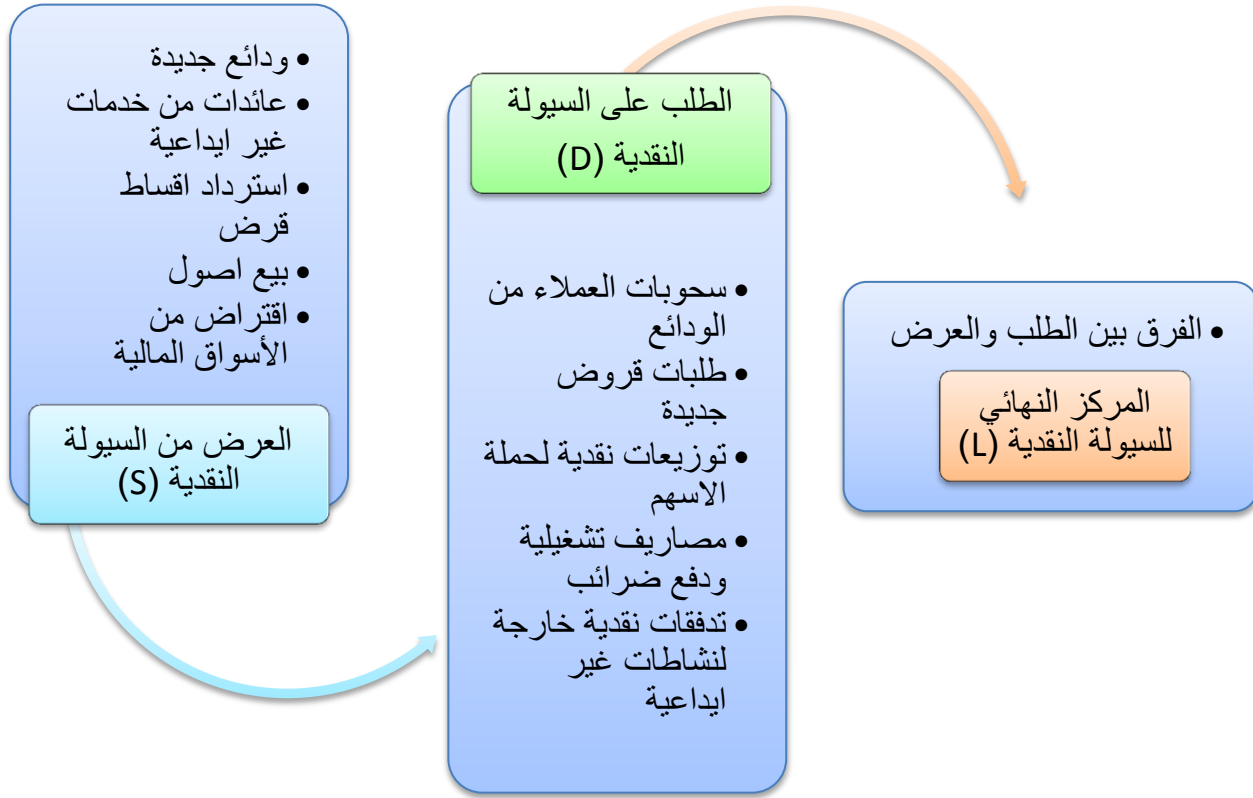 • ودائع جديدة
• عائدات من خدمات
غير ايداعية
• استرداد اقساط
قرض
• بيع اصول
• اقتراض من
الأسواق المالية
العرض من السيولة
النقدية (S)
الطلب على السيولة
النقدية (D)
• سحوبات العملاء من
الودائع
• طلبات قروض
جديدة
• توزيعات نقدية لحملة
الاسهم
• مصاريف تشغيلية
ودفع ضرائب
• تدفقات نقدية خارجة
لنشاطات غير
ايداعية
• الفرق بين الطلب والعرض
المركز النهائي
للسيولة النقدية (L)